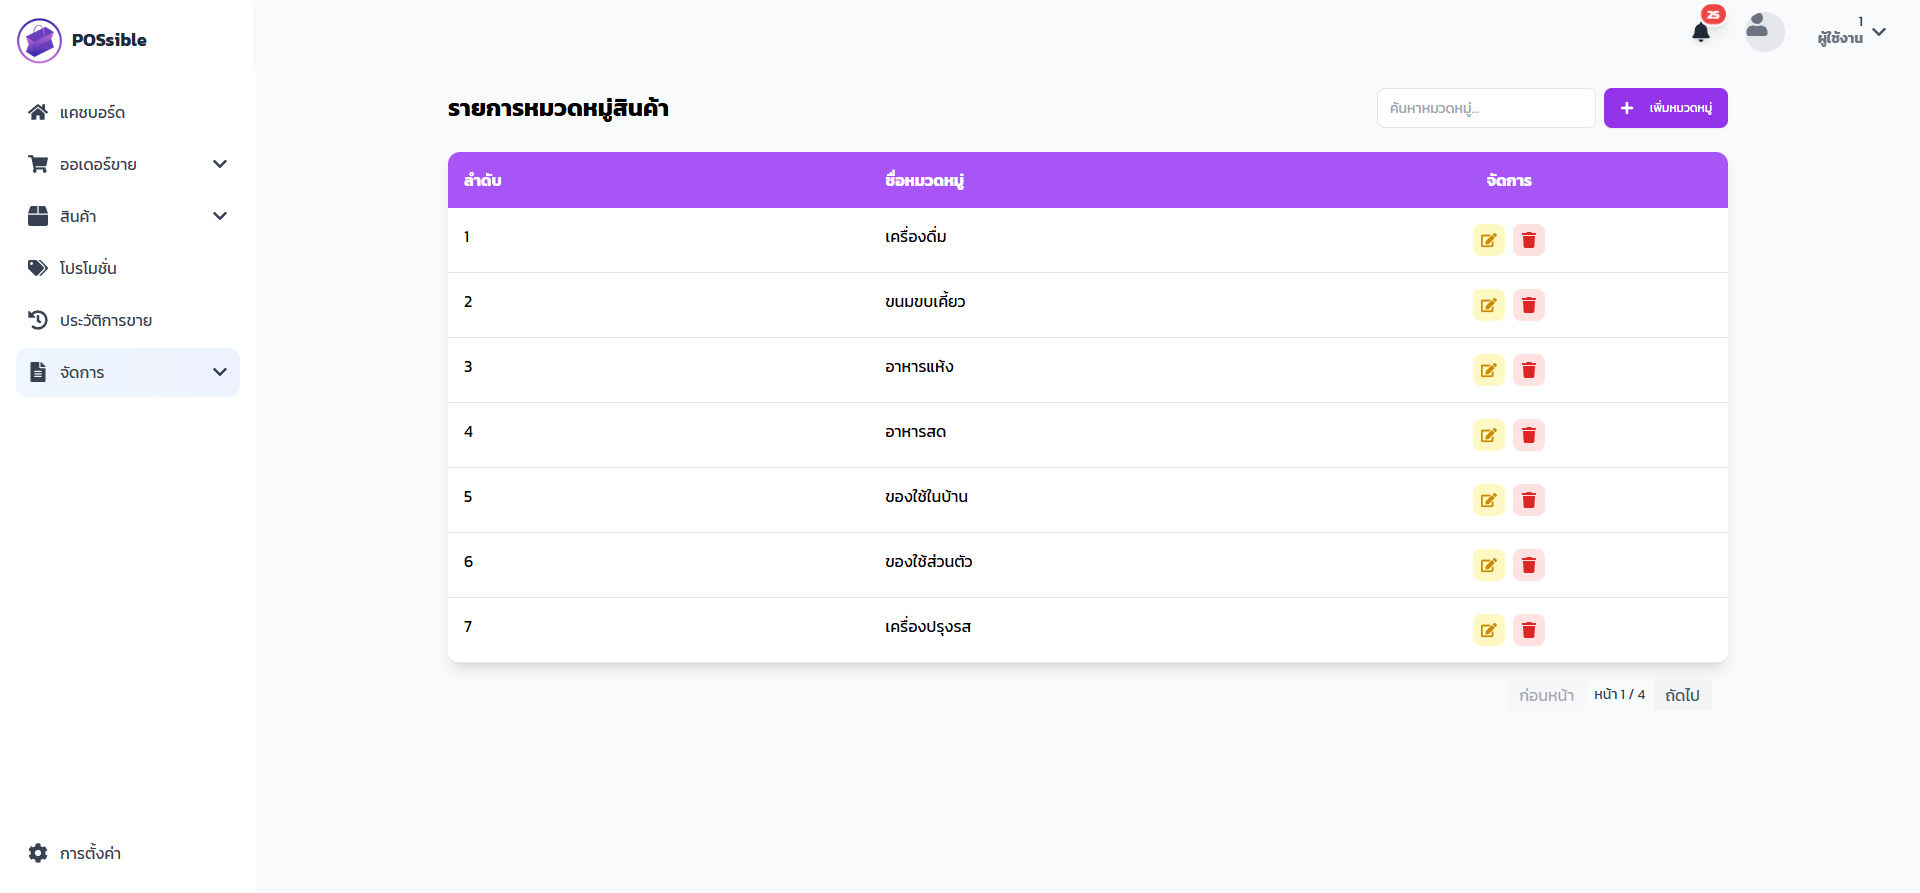 POSsible
แดชบอร์ด
ออเดอร์ขาย
สินค้า
โปรโมชั่น
ประวัติการขาย
จัดการ
การตั้งค่า
25
1
ผู้ใช้งาน
รายการหมวดหมู่สินค้า
ค้นหาหมวดหมู่...
เพิ่มหมวดหมู่
ลำดับ ชื่อหมวดหมู่ จัดการ
1 เครื่องดื่ม
2 ขนมขบเคี้ยว
3 อาหารแห้ง
4 อาหารสด
5 ของใช้ในบ้าน
6 ของใช้ส่วนตัว
7 เครื่องปรุงรส
ก่อนหน้า หน้า 1 / 4 ถัดไป